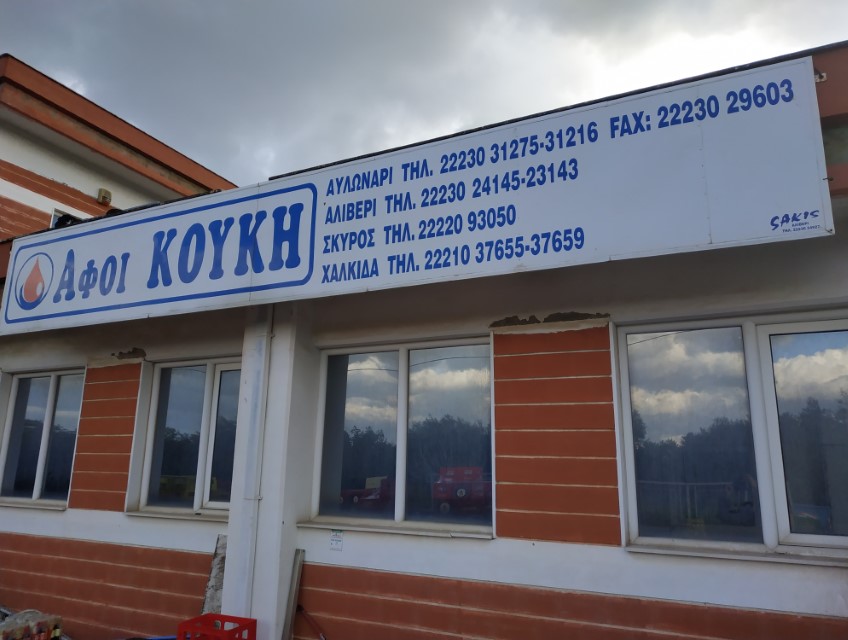 ΑΦΟΙ ΚΟΥΚΗ
ΑΥΛΩΝΑΡΙ ΤΗΛ. 22230 31275-31216 FAX: 22230 29603
ΑΛΙΒΕΡΙ ΤΗΛ. 22230 24145-23143
ΣΚΥΡΟΣ ΤΗΛ. 22220 93050
ΧΑΛΚΙΔΑ ΤΗΛ. 22210 37655-37659
SAKIS